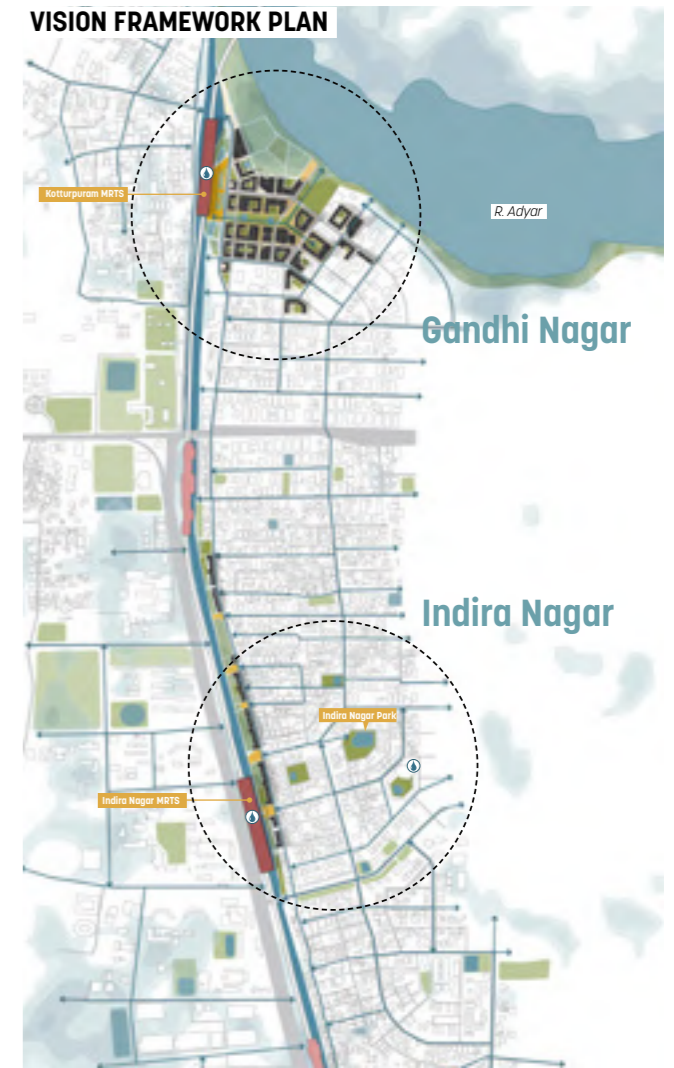 VISION FRAMEWORK PLAN
Kotturpuram MRTS
R. Adyar
Gandhi Nagar
Indira Nagar
Indira Nagar Park
Indira Nagar MRTS